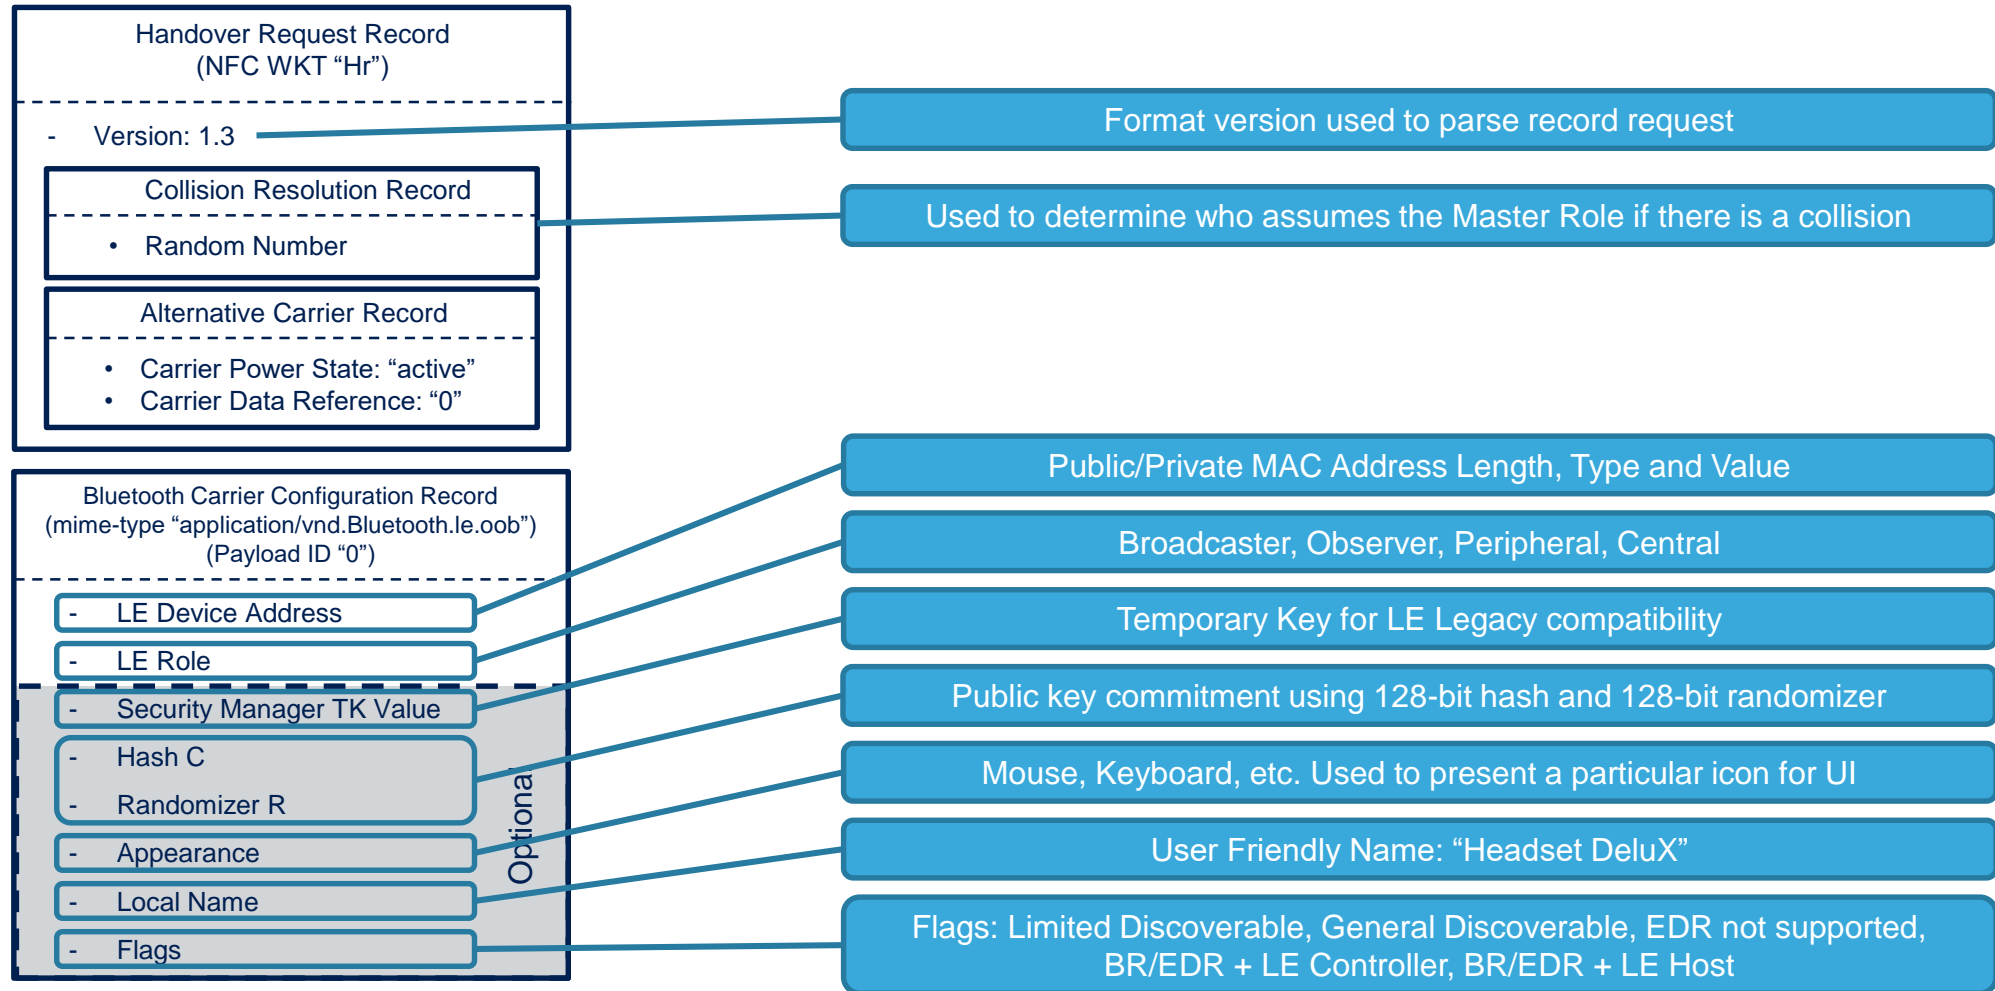 Handover Request Record
(NFC WKT “Hr”)
- Version: 1.3
Collision Resolution Record
• Random Number
Alternative Carrier Record
• Carrier Power State: “active”
• Carrier Data Reference: “0”
Bluetooth Carrier Configuration Record
(mime-type “application/vnd.Bluetooth.le.oob”)
(Payload ID “0”)
- LE Device Address
- LE Role
- Security Manager TK Value
- Hash C
- Randomizer R
- Appearance
- Local Name
- Flags
Optional
Format version used to parse record request
Used to determine who assumes the Master Role if there is a collision
Public/Private MAC Address Length, Type and Value
Broadcaster, Observer, Peripheral, Central
Temporary Key for LE Legacy compatibility
Public key commitment using 128-bit hash and 128-bit randomizer
Mouse, Keyboard, etc. Used to present a particular icon for UI
User Friendly Name: “Headset DeluX”
Flags: Limited Discoverable, General Discoverable, EDR not supported,
BR/EDR + LE Controller, BR/EDR + LE Host